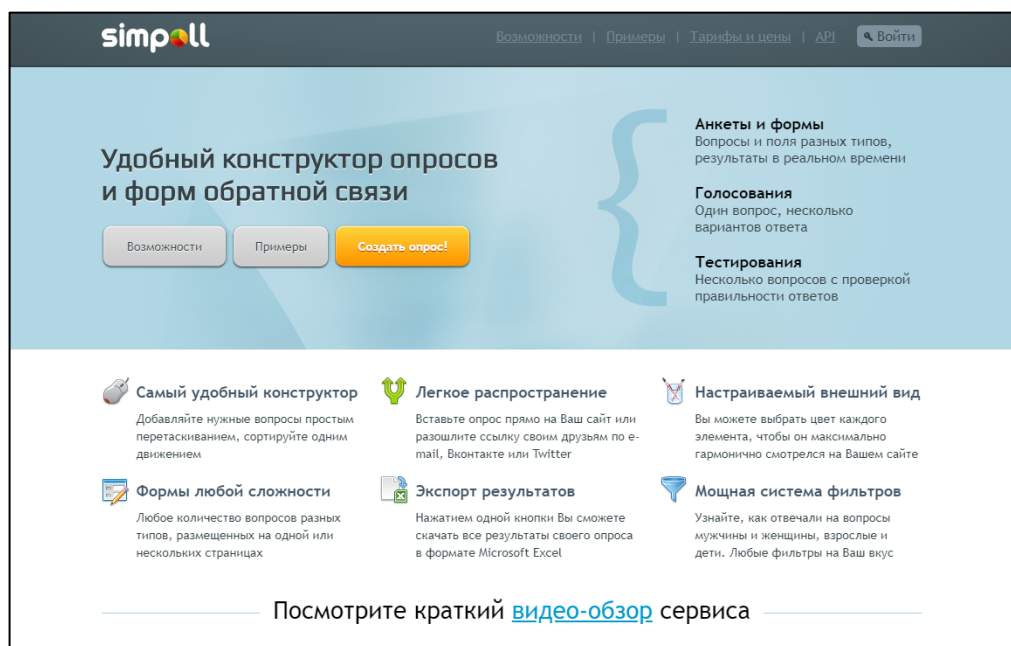 simpoll
Возможности | Примеры | Тарифы и цены | API Войти
Удобный конструктор опросов
и форм обратной связи
Возможности Примеры Создать опрос!
Анкеты и формы
Вопросы и поля разных типов,
результаты в реальном времени
Голосования
Один вопрос, несколько
вариантов ответа
Тестирования
Несколько вопросов с проверкой
правильности ответов
Самый удобный конструктор
Добавляйте нужные вопросы простым
перетаскиванием, сортируйте одним
движением
Легкое распространение
Вставьте опрос прямо на Ваш сайт или
разошлите ссылку своим друзьям по e-
mail, Вконтакте или Twitter
Настраиваемый внешний вид
Вы можете выбрать цвет каждого
элемента, чтобы он максимально
гармонично смотрелся на Вашем сайте
Формы любой сложности
Любое количество вопросов разных
типов, размещенных на одной или
нескольких страницах
Экспорт результатов
Нажатием одной кнопки Вы сможете
скачать все результаты своего опроса
в формате Microsoft Excel
Мощная система фильтров
Узнайте, как отвечали на вопросы
мужчины и женщины, взрослые и
дети. Любые фильтры на Ваш вкус
Посмотрите краткий видео-обзор сервиса